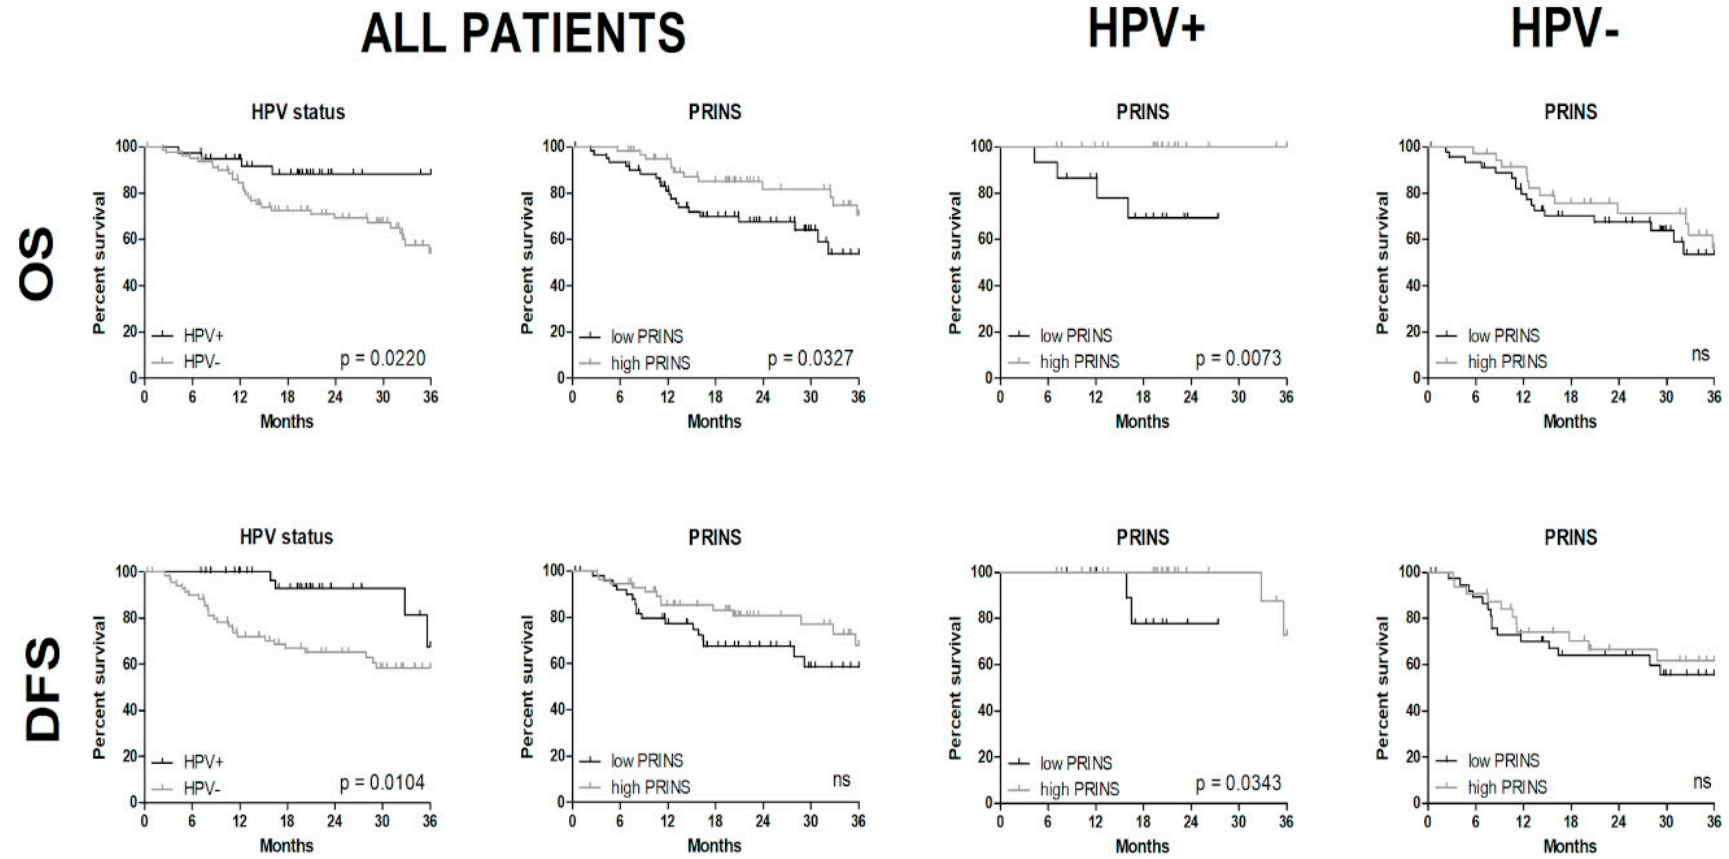 ALL PATIENTS
HPV+
HPV-
OS
HPV status
Percent survival
100
80
60
40
20
0
HPV+
HPV-
p = 0.0220
0 6 12 18 24 30 36
Months
PRINS
Percent survival
100
80
60
40
20
0
low PRINS
high PRINS
p = 0.0327
0 6 12 18 24 30 36
Months
PRINS
Percent survival
100
80
60
40
20
0
low PRINS
high PRINS
p = 0.0073
0 6 12 18 24 30 36
Months
PRINS
Percent survival
100
80
60
40
20
0
low PRINS
high PRINS
ns
0 6 12 18 24 30 36
Months
DFS
HPV status
Percent survival
100
80
60
40
20
0
HPV+
HPV-
p = 0.0104
0 6 12 18 24 30 36
Months
PRINS
Percent survival
100
80
60
40
20
0
low PRINS
high PRINS
ns
0 6 12 18 24 30 36
Months
PRINS
Percent survival
100
80
60
40
20
0
low PRINS
high PRINS
p = 0.0343
0 6 12 18 24 30 36
Months
PRINS
Percent survival
100
80
60
40
20
0
low PRINS
high PRINS
ns
0 6 12 18 24 30 36
Months